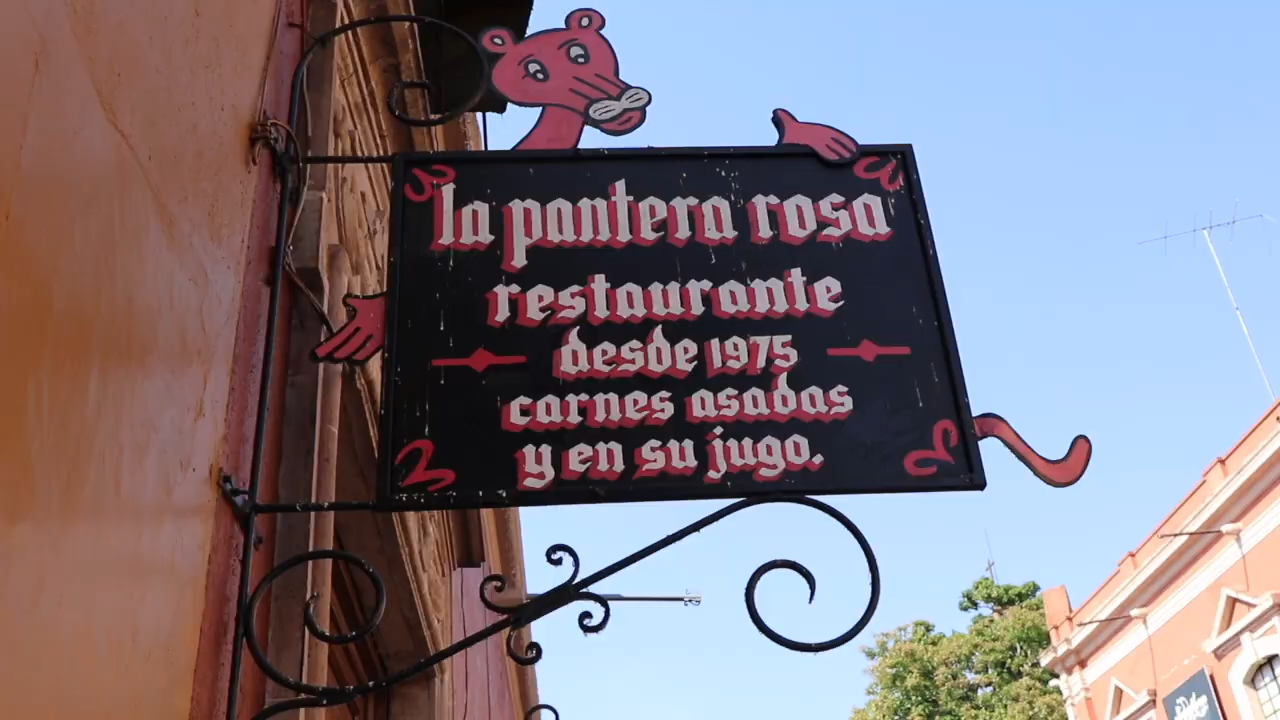 la pantera rosa
restaurante
desde 1975
carnes asadas
y en su jugo.